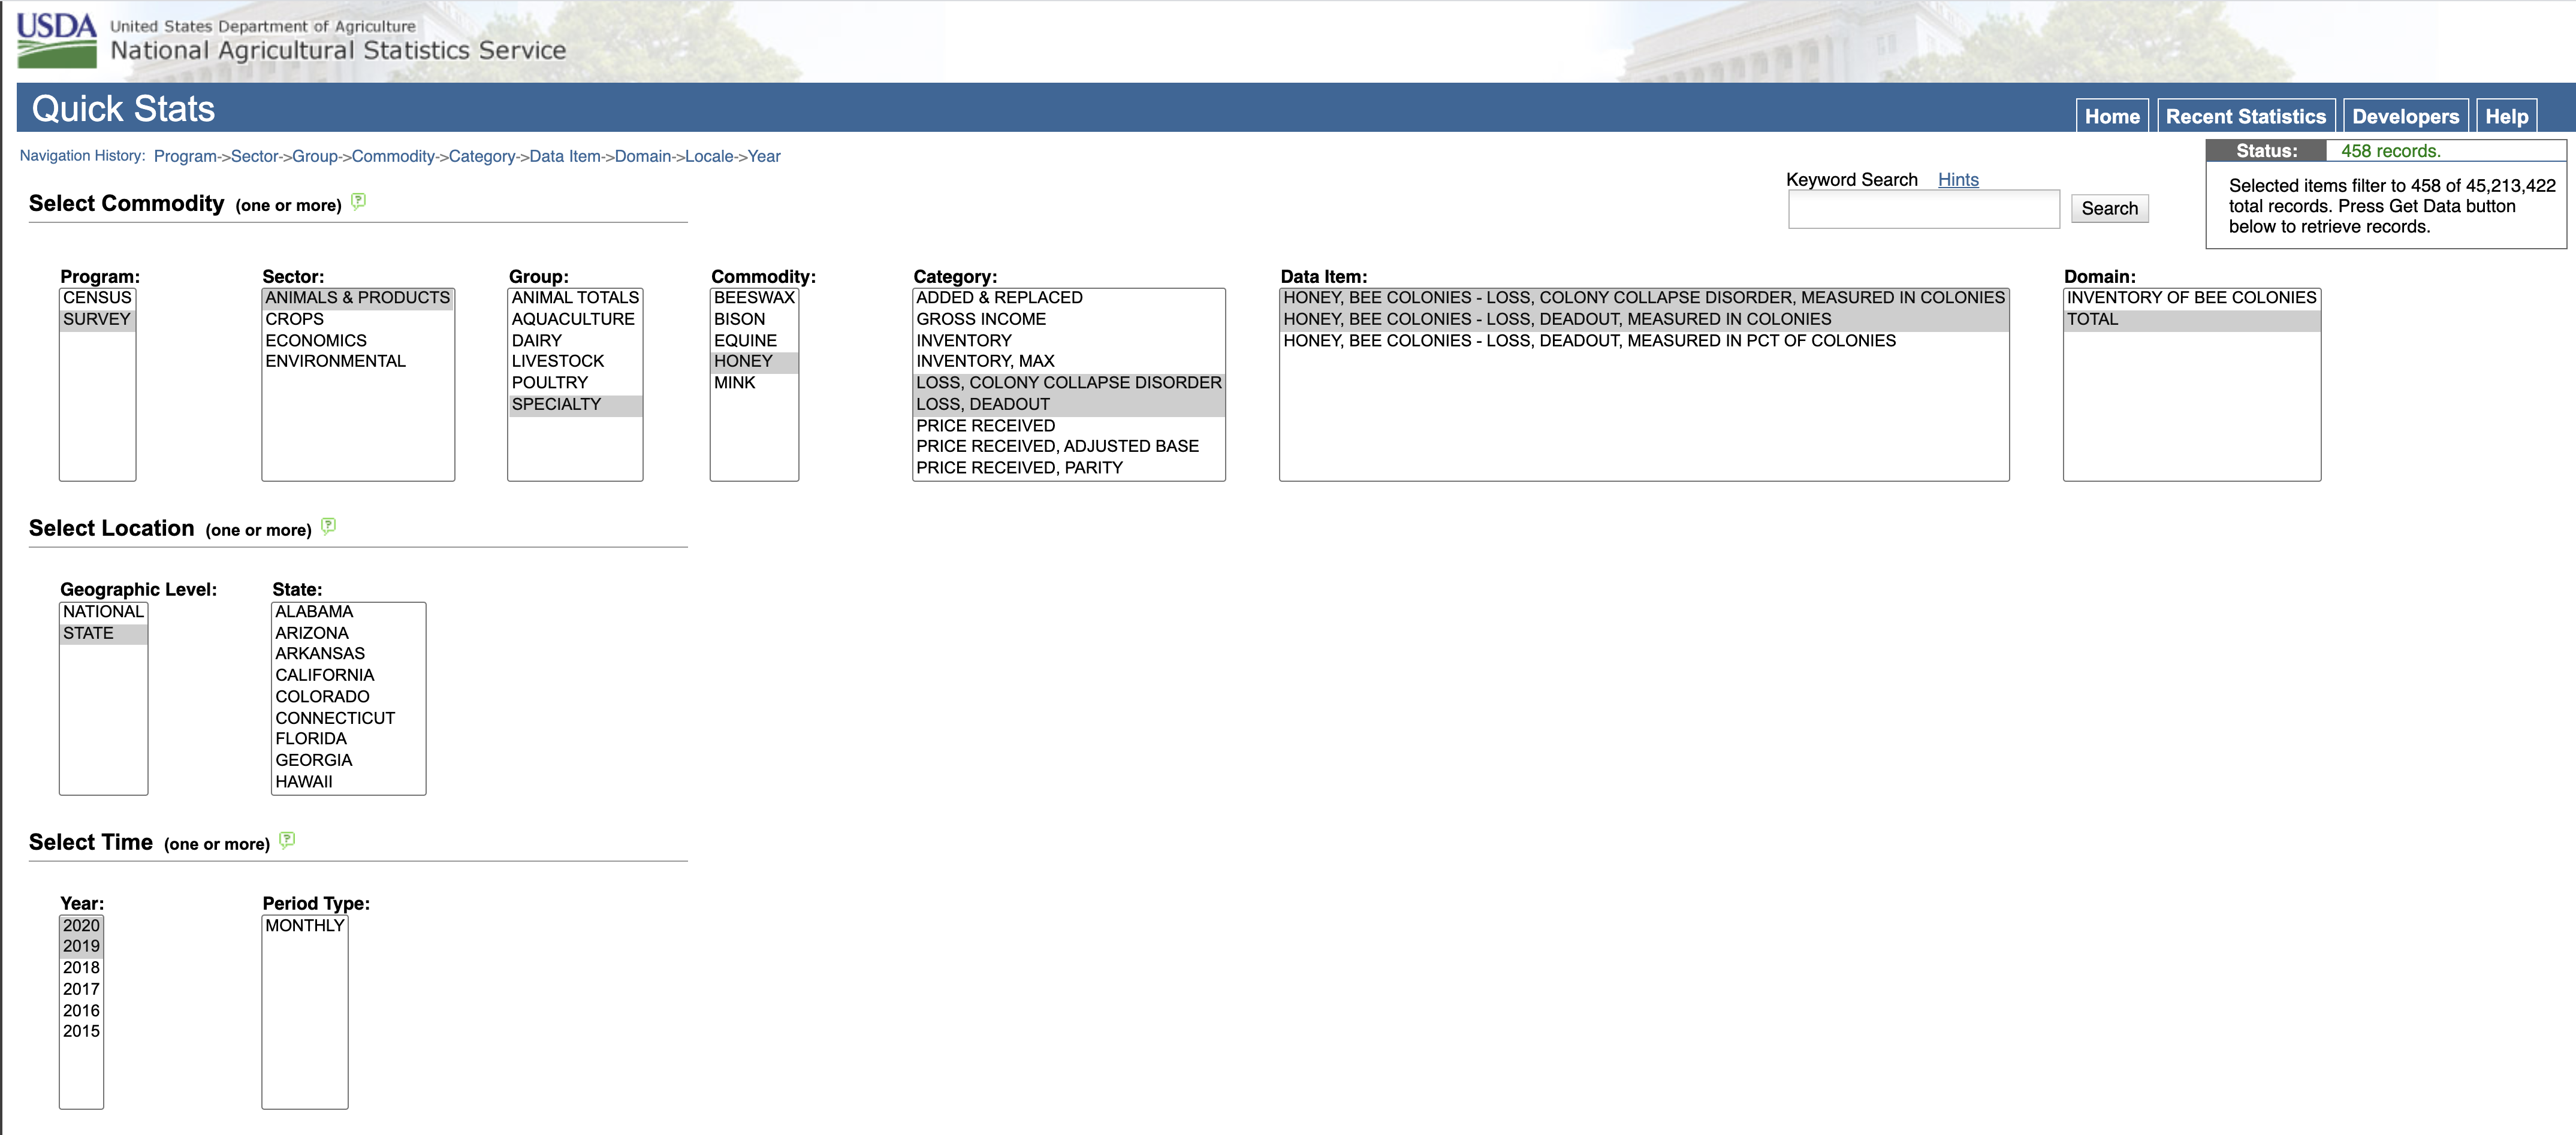 USDA
United States Department of Agriculture
National Agricultural Statistics Service
Quick Stats
Home
Recent Statistics
Developers
Help
Navigation History: Program->Sector->Group->Commodity->Category->Data Item->Domain->Locale->Year
Status: 458 records.
Selected items filter to 458 of 45,213,422
total records. Press Get Data button
below to retrieve records.
Keyword Search Hints
Search
Select Commodity (one or more) ?
Program:
CENSUS
SURVEY
Sector:
ANIMALS & PRODUCTS
CROPS
ECONOMICS
ENVIRONMENTAL
Group:
ANIMAL TOTALS
AQUACULTURE
DAIRY
LIVESTOCK
POULTRY
SPECIALTY
Commodity:
BEESWAX
BISON
EQUINE
HONEY
MINK
Category:
ADDED & REPLACED
GROSS INCOME
INVENTORY
INVENTORY, MAX
LOSS, COLONY COLLAPSE DISORDER
LOSS, DEADOUT
PRICE RECEIVED
PRICE RECEIVED, ADJUSTED BASE
PRICE RECEIVED, PARITY
Data Item:
HONEY, BEE COLONIES - LOSS, COLONY COLLAPSE DISORDER, MEASURED IN COLONIES
HONEY, BEE COLONIES - LOSS, DEADOUT, MEASURED IN COLONIES
HONEY, BEE COLONIES - LOSS, DEADOUT, MEASURED IN PCT OF COLONIES
Domain:
INVENTORY OF BEE COLONIES
TOTAL
Select Location (one or more) ?
Geographic Level:
NATIONAL
STATE
State:
ALABAMA
ARIZONA
ARKANSAS
CALIFORNIA
COLORADO
CONNECTICUT
FLORIDA
GEORGIA
HAWAII
Select Time (one or more) ?
Year:
2020
2019
2018
2017
2016
2015
Period Type:
MONTHLY